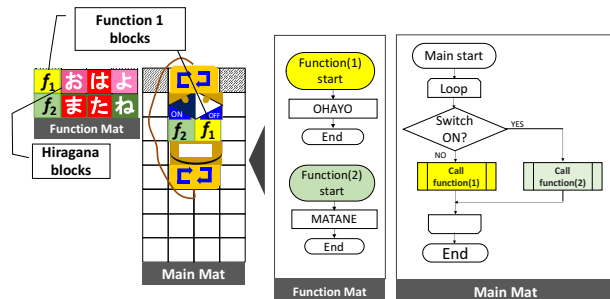 Function 1
blocks
f1 おはよ
f2 またね
Function Mat
Hiragana
blocks
ON OFF
f2 f1
Main Mat
Function(1)
start
OHAYO
End
Function(2)
start
MATANE
End
Function Mat
Main start
Loop
Switch
ON?
YES
NO
Call
function(1)
Call
function(2)
End
Main Mat